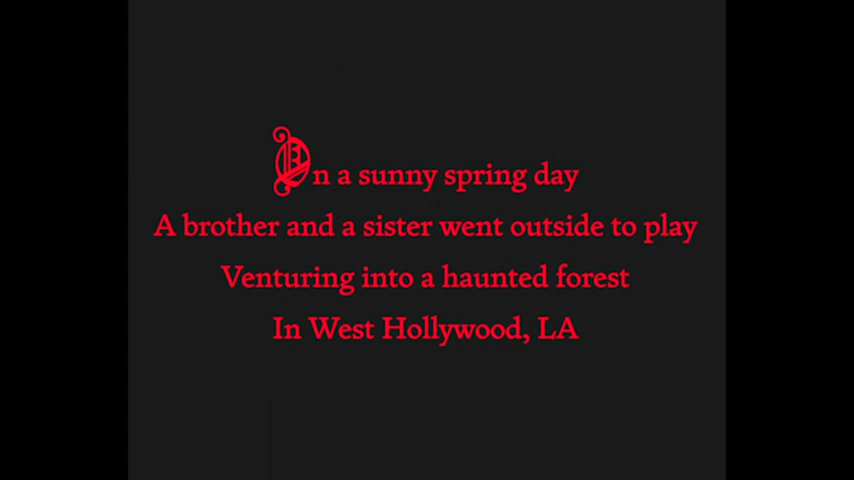 On a sunny spring day
A brother and a sister went outside to play
Venturing into a haunted forest
In West Hollywood, LA